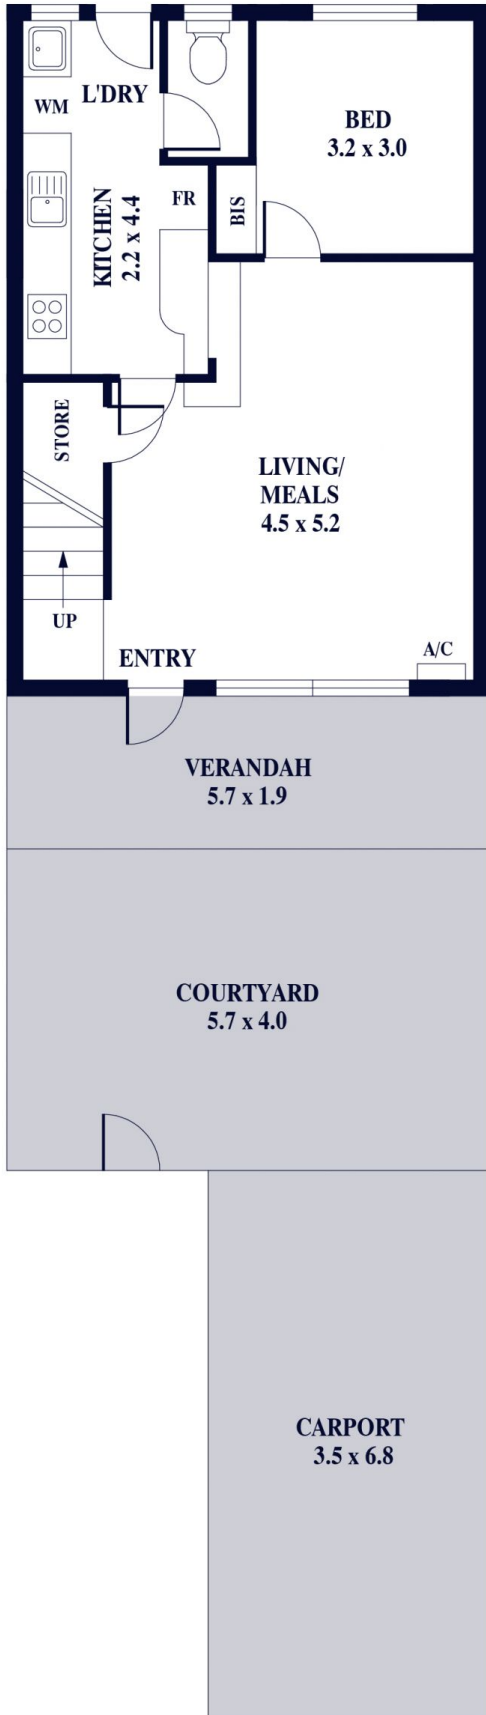 L'DRY
WM
BED
3.2 x 3.0
KITCHEN
2.2 x 4.4
FR
BIS
STORE
LIVING/
MEALS
4.5 x 5.2
UP
ENTRY
A/C
VERANDAH
5.7 x 1.9
COURTYARD
5.7 x 4.0
CARPORT
3.5 x 6.8